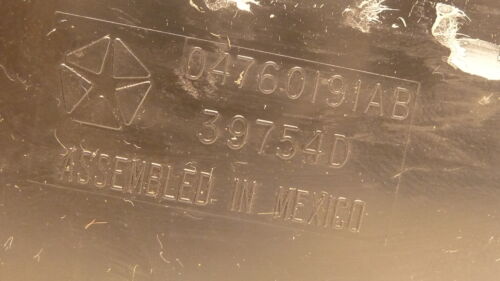 04760191AB
39754D
ASSEMBLED IN MEXICO